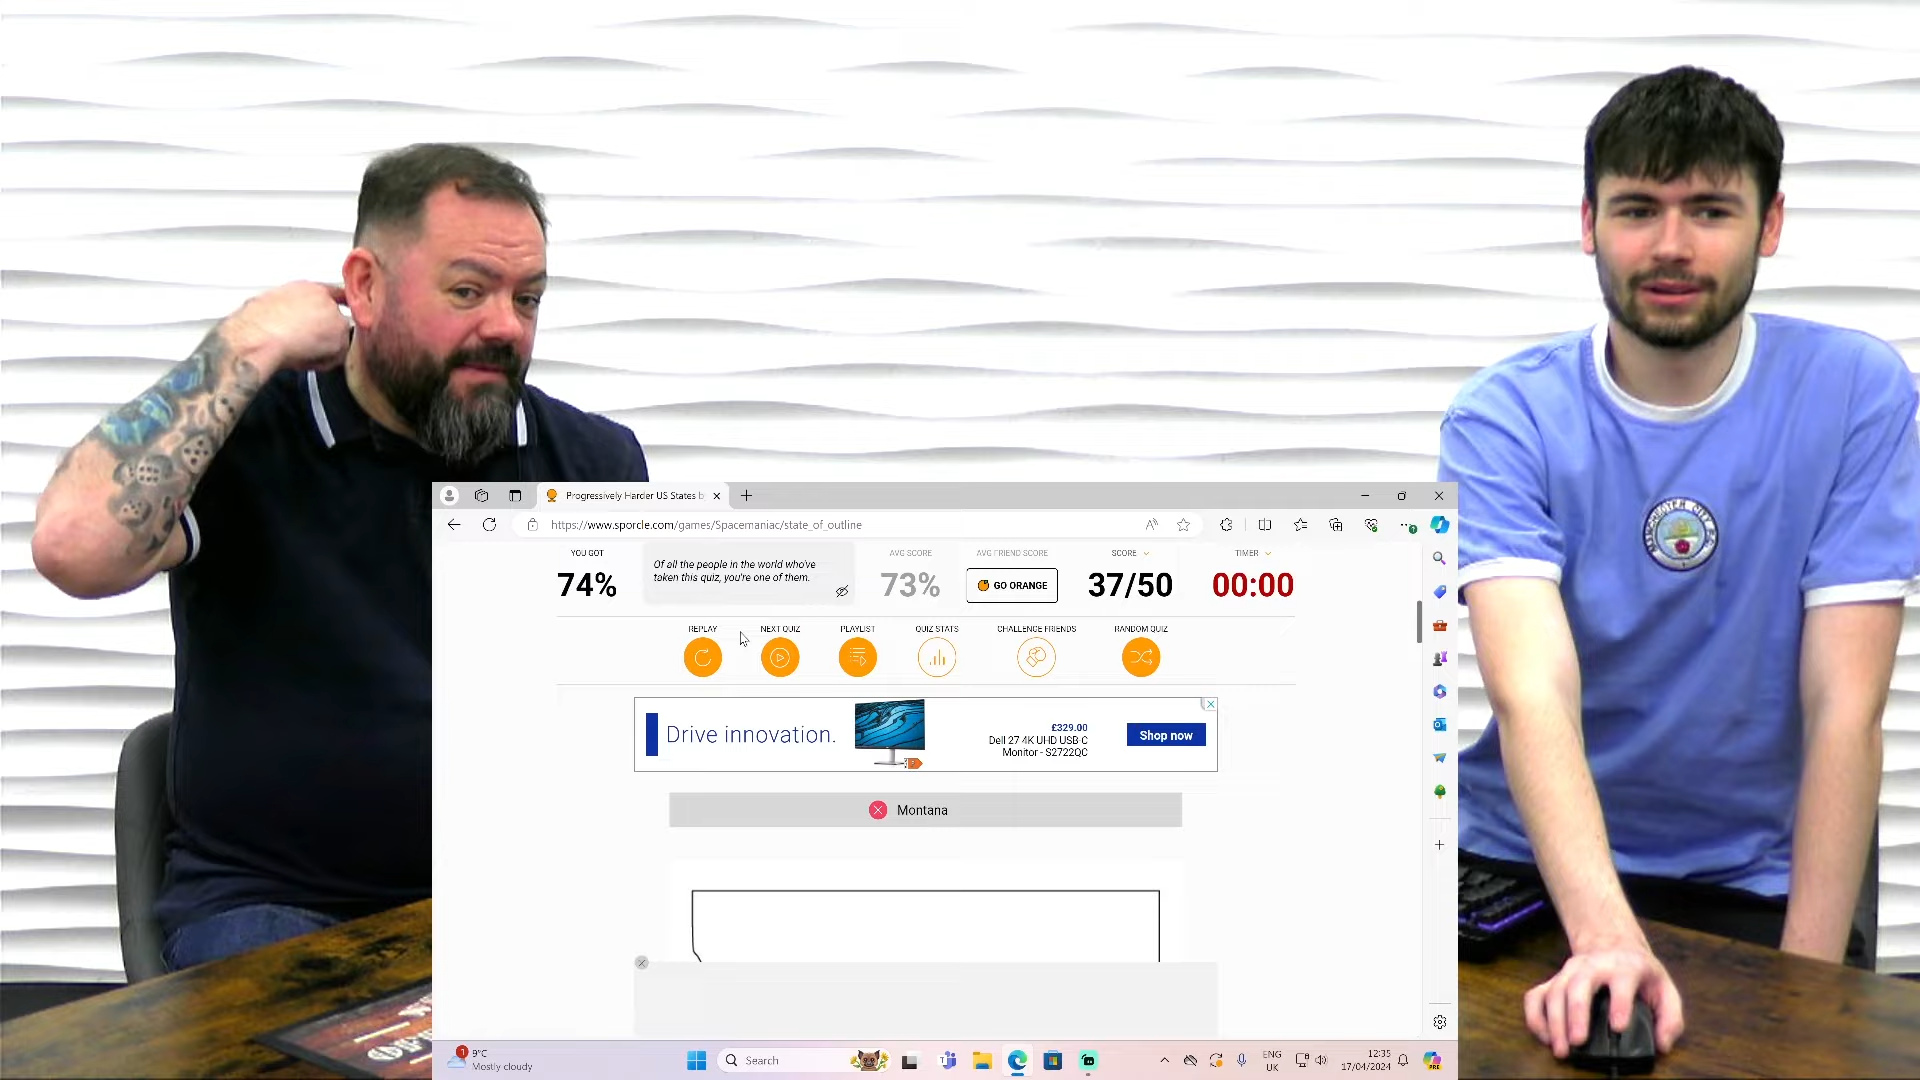 Progressively Harder US States b
https://www.sporcle.com/games/Spacemaniac/state_of_outline
YOU GOT
74%
Of all the people in the world who've
taken this quiz, you're one of them.
AVG SCORE
73%
AVG FRIEND SCORE
GO ORANGE
SCORE
37/50
TIMER
00:00
REPLAY
NEXT QUIZ
PLAYLIST
QUIZ STATS
CHALLENGE FRIENDS
RANDOM QUIZ
Drive innovation.
£329.00
Dell 27 4K UHD USB-C
Monitor - S2722QC
Shop now
Montana
MANCHESTER CITY
1
9°C
Mostly cloudy
Search
ENG
UK
12:35
17/04/2024
PRE